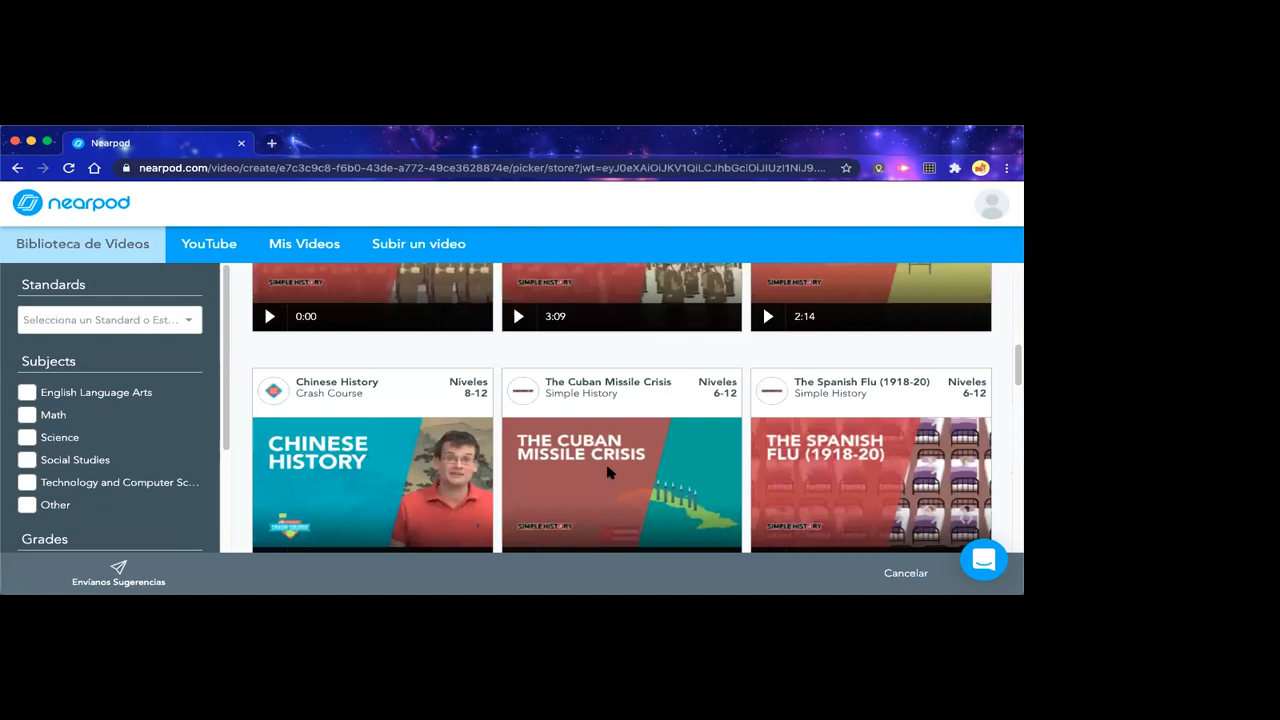 Nearpod
nearpod.com/video/create/e7c3c9c8-f6b0-43de-a772-49ce3628874e/picker/store?jwt=eyJ0eXAiOiJKV1QiLCJhbGciOiJIUzI1NiJ9....
nearpod
Biblioteca de Videos YouTube Mis Videos Subir un video
Standards
Selecciona un Standard o Est...
Subjects
English Language Arts
Math
Science
Social Studies
Technology and Computer Sc...
Other
Grades
SIMPLE HISTORY SIMPLE HISTORY SIMPLE HISTORY
0:00 3:09 2:14
Chinese History Niveles
Crash Course 8-12
CHINESE
HISTORY
CRASH COURSE
The Cuban Missile Crisis Niveles
Simple History 6-12
THE CUBAN
MISSILE CRISIS
SIMPLE HISTORY
The Spanish Flu (1918-20) Niveles
Simple History 6-12
THE SPANISH
FLU (1918-20)
SIMPLE HISTORY
Envíanos Sugerencias
Cancelar